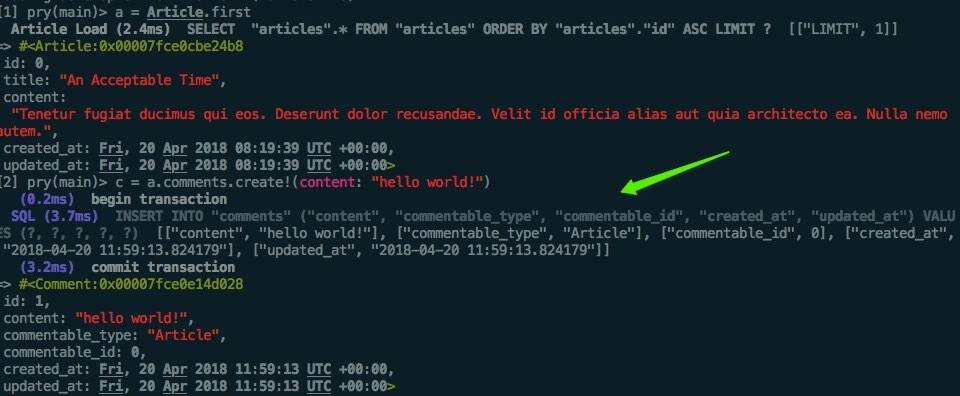 [1] pry(main)> a = Article.first
Article Load (2.4ms)  SELECT  "articles".* FROM "articles" ORDER BY "articles"."id" ASC LIMIT ?  [["LIMIT", 1]]
=> #<Article:0x00007fce0cbe24b8
id: 0,
title: "An Acceptable Time",
content:
"Tenetur fugiat ducimus qui eos. Deserunt dolor recusandae. Velit id officia alias aut quia architecto ea. Nulla nemo
autem.",
created_at: Fri, 20 Apr 2018 08:19:39 UTC +00:00,
updated_at: Fri, 20 Apr 2018 08:19:39 UTC +00:00>
[2] pry(main)> c = a.comments.create!(content: "hello world!")
(0.2ms)  begin transaction
SQL (3.7ms)  INSERT INTO "comments" ("content", "commentable_type", "commentable_id", "created_at", "updated_at") VALU
ES (?, ?, ?, ?, ?)  [["content", "hello world!"], ["commentable_type", "Article"], ["commentable_id", 0], ["created_at",
"2018-04-20 11:59:13.824179"], ["updated_at", "2018-04-20 11:59:13.824179"]]
(3.2ms)  commit transaction
=> #<Comment:0x00007fce0e14d028
id: 1,
content: "hello world!",
commentable_type: "Article",
commentable_id: 0,
created_at: Fri, 20 Apr 2018 11:59:13 UTC +00:00,
updated_at: Fri, 20 Apr 2018 11:59:13 UTC +00:00>